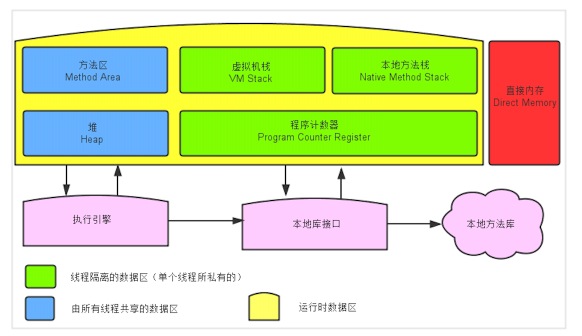 方法区
Method Area
虚拟机栈
VM Stack
本地方法栈
Native Method Stack
直接内存
Direct Memory
堆
Heap
程序计数器
Program Counter Register
执行引擎
本地库接口
本地方法库
线程隔离的数据区（单个线程所私有的）
由所有线程共享的数据区
运行时数据区